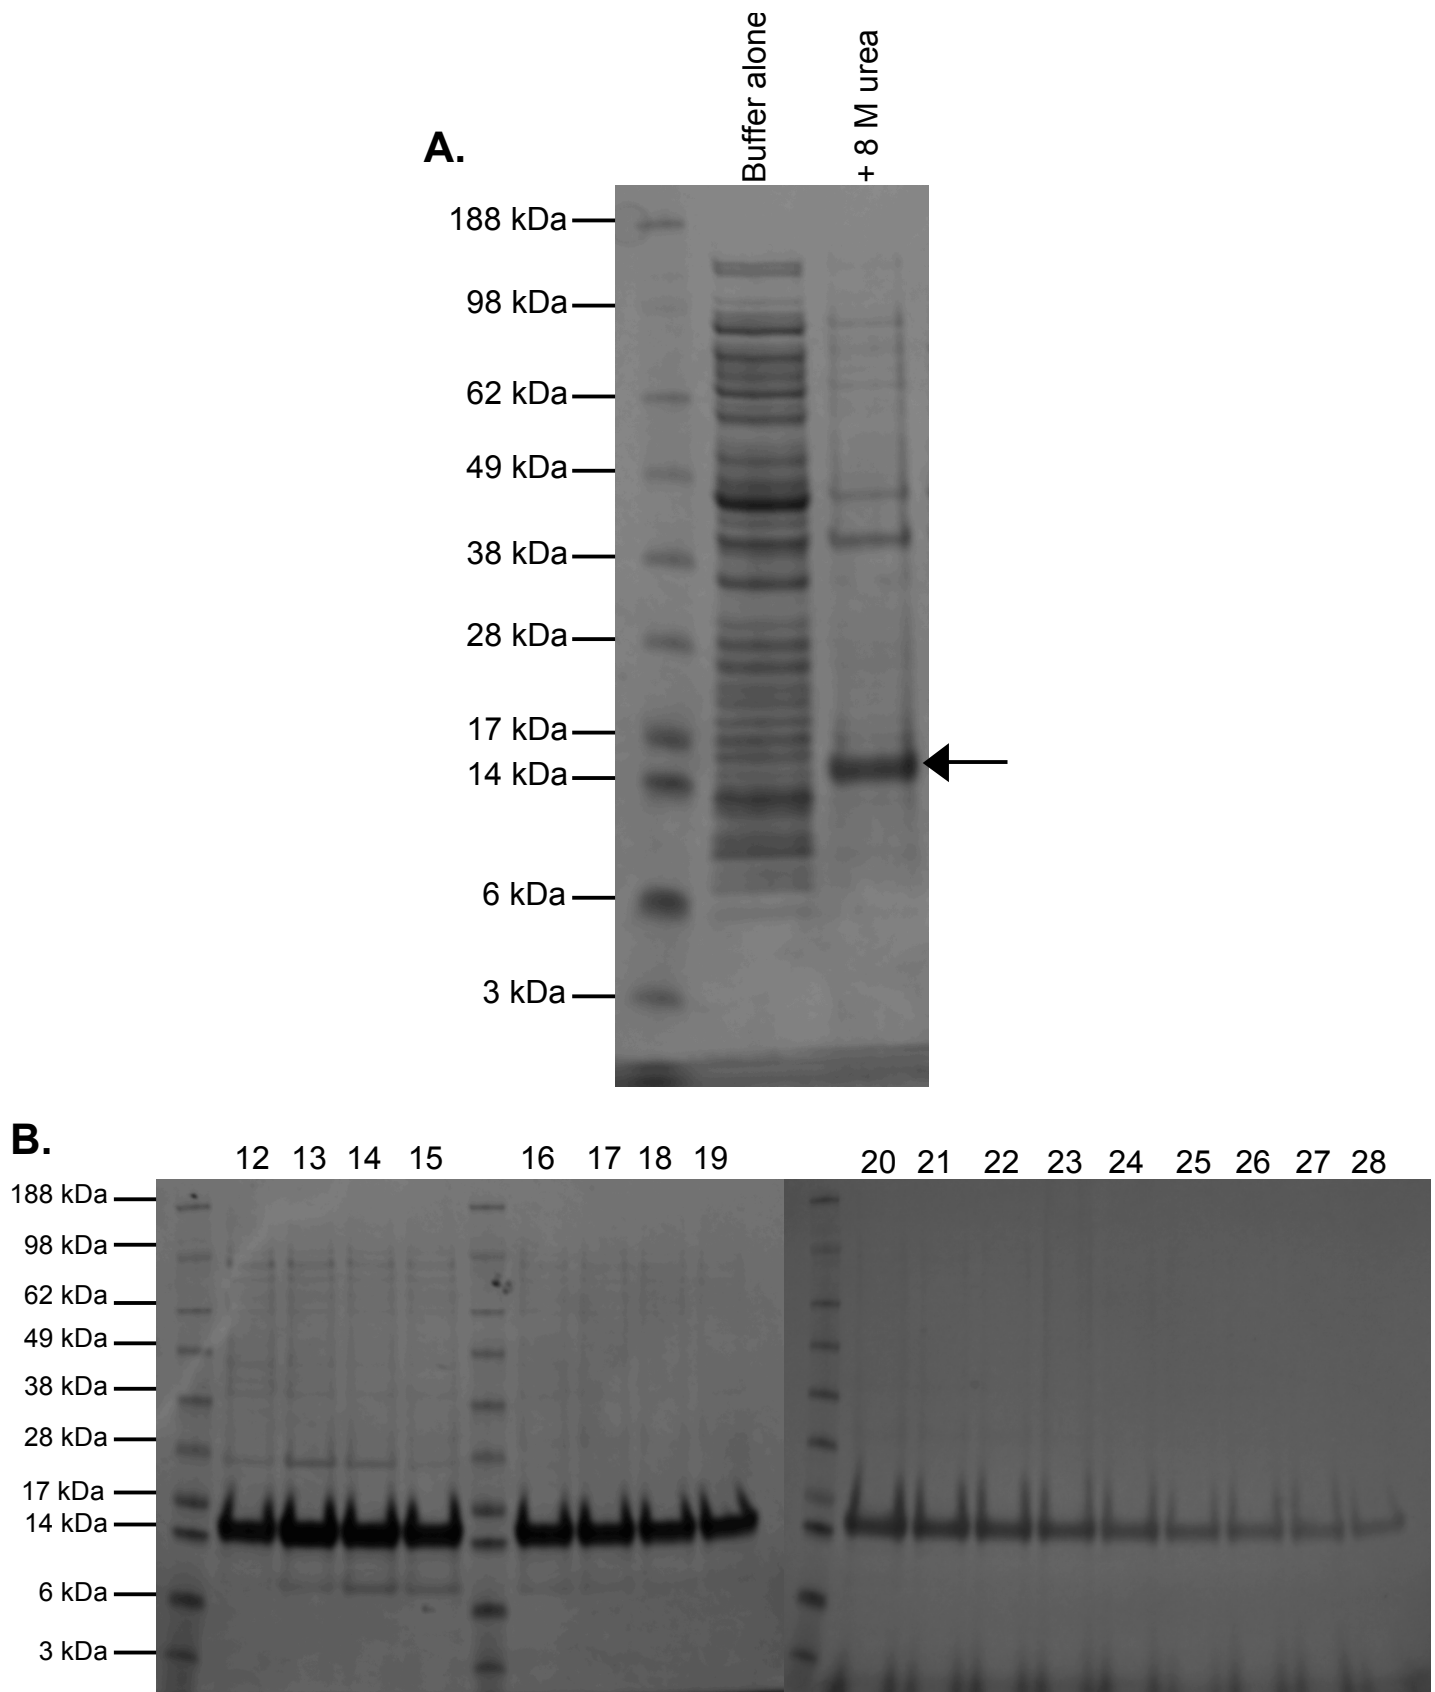 A.
Buffer alone
+ 8 M urea
188 kDa
98 kDa
62 kDa
49 kDa
38 kDa
28 kDa
17 kDa
14 kDa
6 kDa
3 kDa
B.
12 13 14 15 16 17 18 19 20 21 22 23 24 25 26 27 28
188 kDa
98 kDa
62 kDa
49 kDa
38 kDa
28 kDa
17 kDa
14 kDa
6 kDa
3 kDa